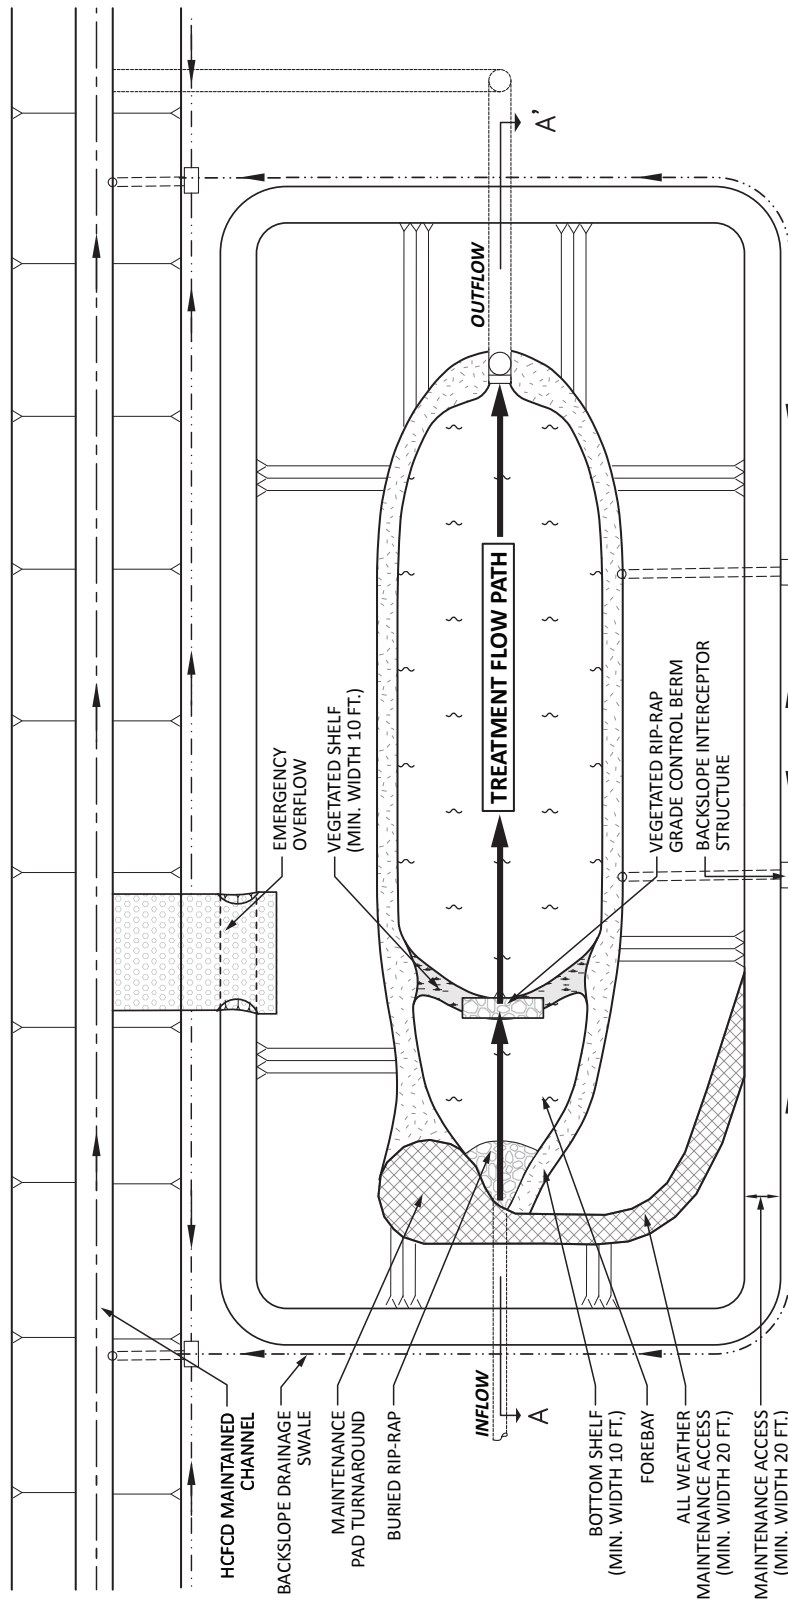 HCFCD MAINTAINED
CHANNEL
BACKSLOPE DRAINAGE
SWALE
MAINTENANCE
PAD TURNAROUND
BURIED RIP-RAP
INFLOW
A
BOTTOM SHELF
(MIN. WIDTH 10 FT.)
FOREBAY
ALL WEATHER
MAINTENANCE ACCESS
(MIN. WIDTH 20 FT.)
MAINTENANCE ACCESS
(MIN. WIDTH 20 FT.)
EMERGENCY
OVERFLOW
VEGETATED SHELF
(MIN. WIDTH 10 FT.)
TREATMENT FLOW PATH
VEGETATED RIP-RAP
GRADE CONTROL BERM
BACKSLOPE INTERCEPTOR
STRUCTURE
OUTFLOW
A'